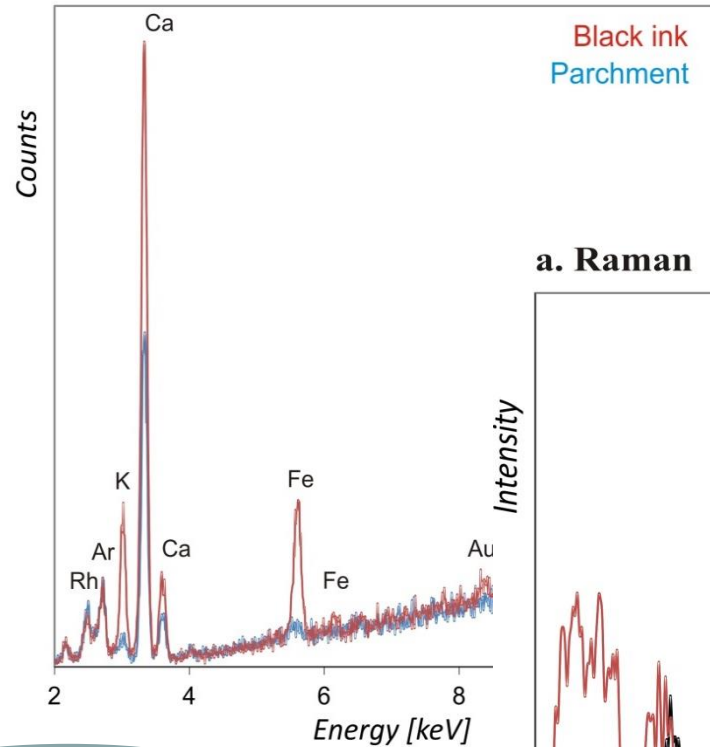 Ca
Black ink
Parchment
Counts
a. Raman
Intensity
K
Fe
Ar
Ca
Au
Rh
Fe
2 4 6 8
Energy [keV]